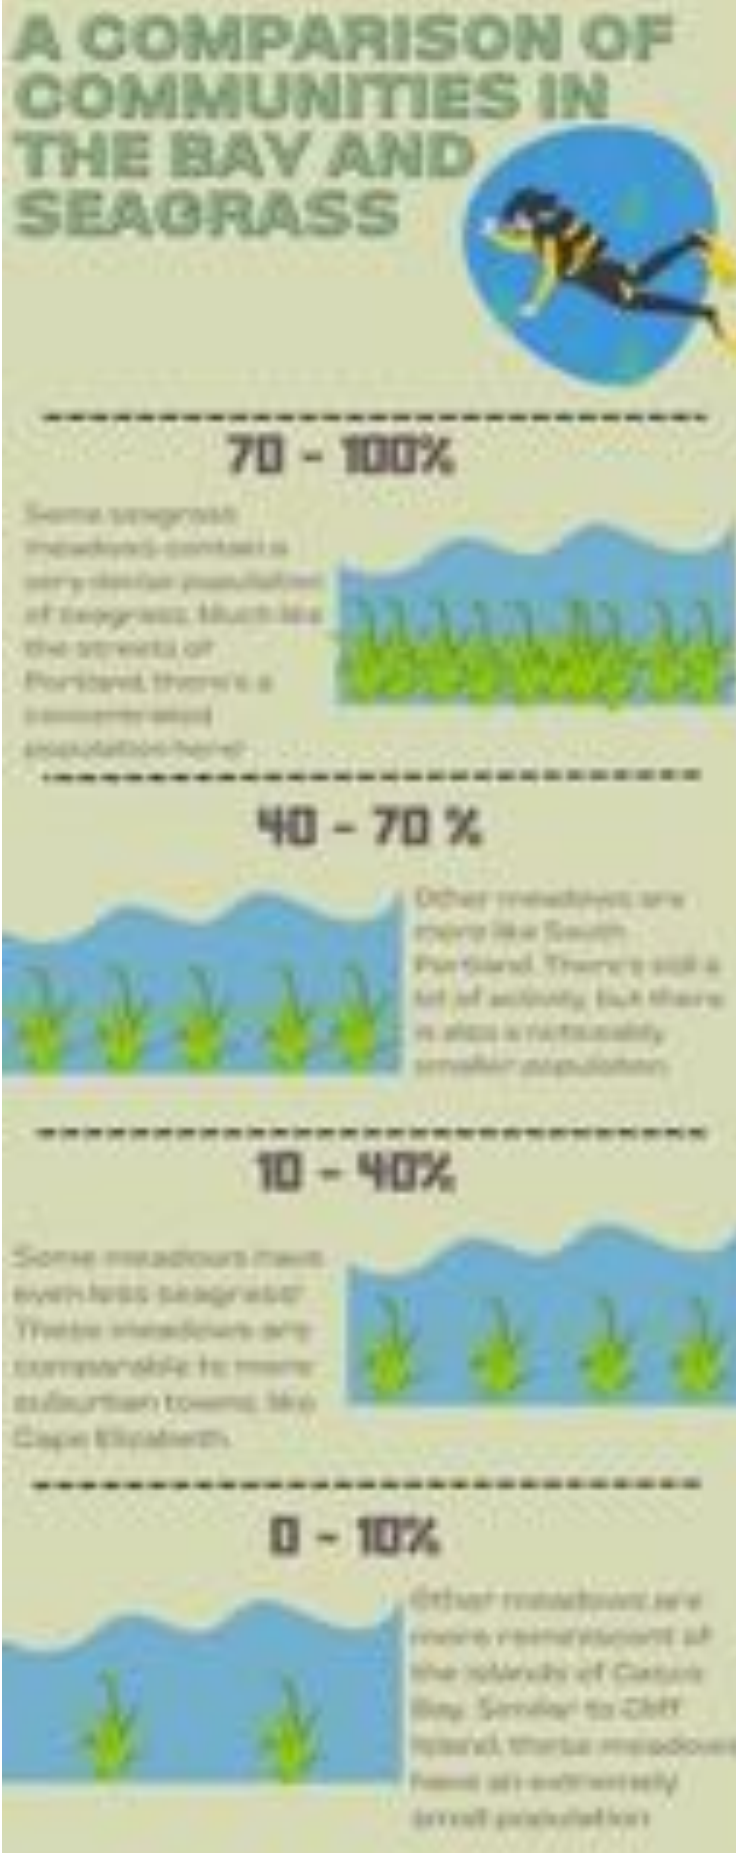 A COMPARISON OF
COMMUNITIES IN
THE BAY AND
SEAGRASS
70 - 100%
Some seagrass
meadows contain a
very dense population
of seagrass. Much like
the streets of
Portland, there's a
concentrated
population here!
40 - 70 %
Other meadows are
more like South
Portland. There's still a
lot of activity, but there
is also a noticeably
smaller population.
10 - 40%
Some meadows have
even less seagrass!
These meadows are
comparable to more
suburban towns, like
Cape Elizabeth.
0 - 10%
Other meadows are
more reminiscent of
the islands of Casco
Bay. Similar to Cliff
Island, these meadows
have an extremely
small population